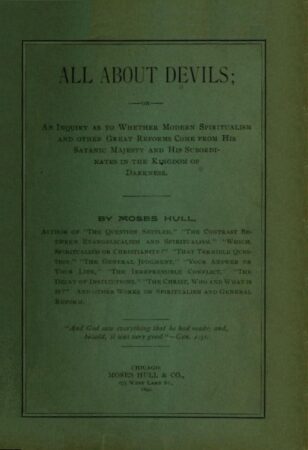 ALL ABOUT DEVILS;
—OR—
An Inquiry as to Whether Modern Spiritualism
and other Great Reforms Come from His
Satanic Majesty and His Subordi-
nates in the Kingdom of
Darkness.
BY MOSES HULL,
Author of "The Question Settled," "The Contrast Be-
tween Evangelicalism and Spiritualism," "Which,
Spiritualism or Christianity?" "That Terrible Ques-
tion," "The General Judgment," "Your Answer or
Your Life," "The Irrepressible Conflict," "The
Decay of Institutions," "The Christ, Who and What is
He?" And other Works on Spiritualism and General
Reform.
"And God saw everything that he had made; and,
behold, it was very good"—Gen. 1:31.
CHICAGO
MOSES HULL & CO.,
West Lake St.,